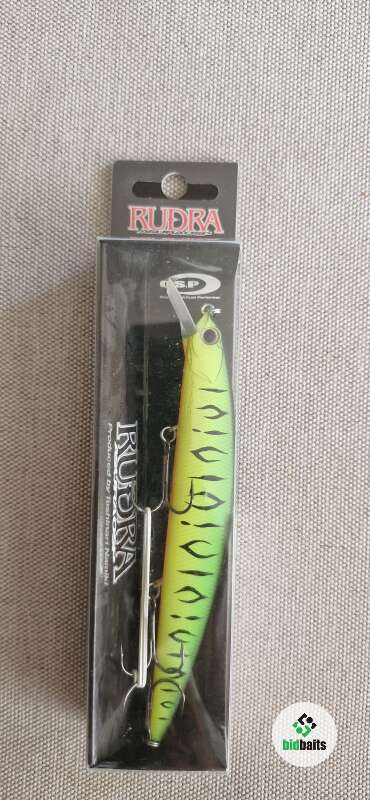 RUDRA
O.S.P
RUDRA
Produced by Toshinari Namiki
bidbaits